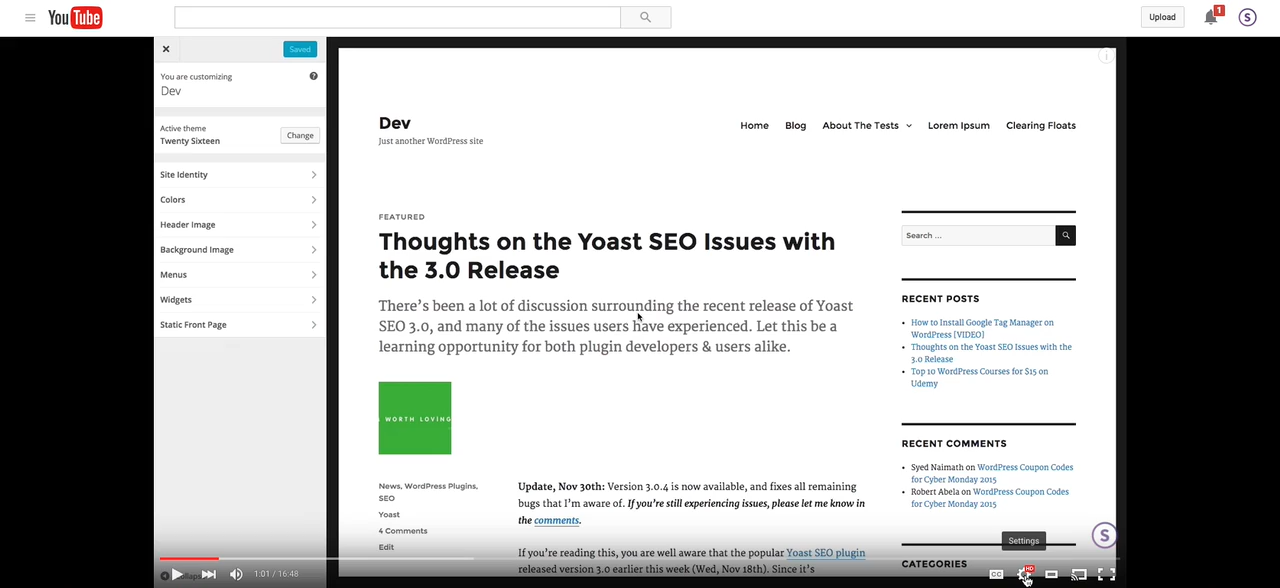 YouTube
Upload
1
S
Saved
You are customizing
Dev
Active theme
Twenty Sixteen
Change
Site Identity
Colors
Header Image
Background Image
Menus
Widgets
Static Front Page
Dev
Just another WordPress site
Home Blog About The Tests Lorem Ipsum Clearing Floats
FEATURED
Thoughts on the Yoast SEO Issues with
the 3.0 Release
There's been a lot of discussion surrounding the recent release of Yoast
SEO 3.0, and many of the issues users have experienced. Let this be a
learning opportunity for both plugin developers & users alike.
WORTH LOVING
News, WordPress Plugins,
SEO
Yoast
4 Comments
Edit
Update, Nov 30th: Version 3.0.4 is now available, and fixes all remaining
bugs that I'm aware of. If you're still experiencing issues, please let me know in
the comments.
If you're reading this, you are well aware that the popular Yoast SEO plugin
released version 3.0 earlier this week (Wed, Nov 18th). Since it's
Search ...
RECENT POSTS
How to Install Google Tag Manager on
WordPress [VIDEO]
Thoughts on the Yoast SEO Issues with the
3.0 Release
Top 10 WordPress Courses for $15 on
Udemy
RECENT COMMENTS
Syed Naimath on WordPress Coupon Codes
for Cyber Monday 2015
Robert Abela on WordPress Coupon Codes
for Cyber Monday 2015
S
Settings
CATEGORIES
1:01 / 16:48
CC
HD